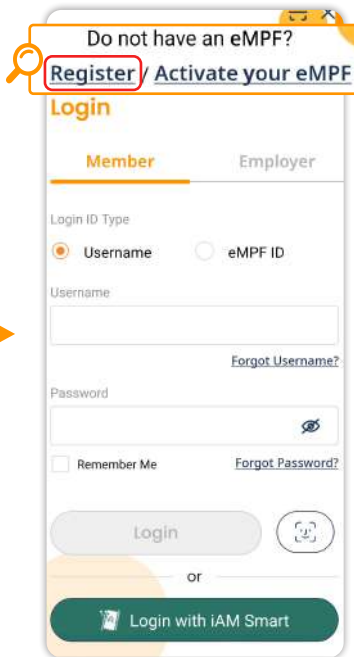 Do not have an eMPF?
Register / Activate your eMPF
Login
Member Employer
Login ID Type
Username eMPF ID
Username
Forgot Username?
Password
Remember Me Forgot Password?
Login
or
Login with iAM Smart